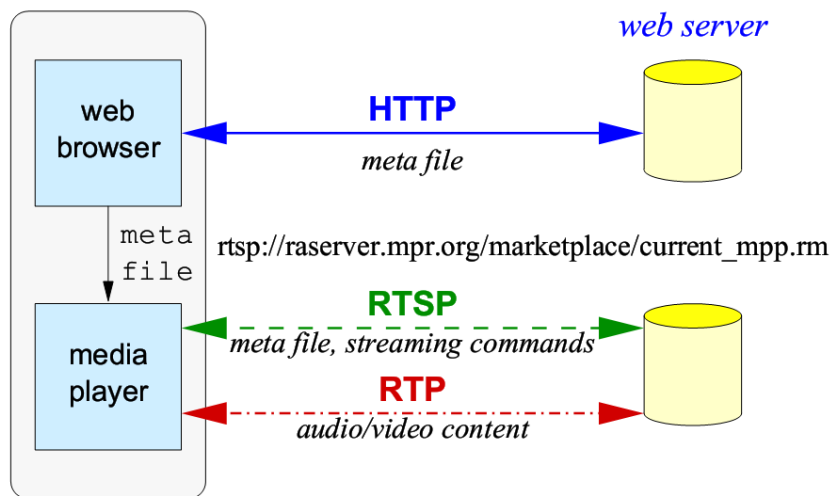 web server
web
browser
HTTP
meta file
meta
file
rtsp://raserver.mpr.org/marketplace/current_mpp.rm
media
player
RTSP
meta file, streaming commands
RTP
audio/video content